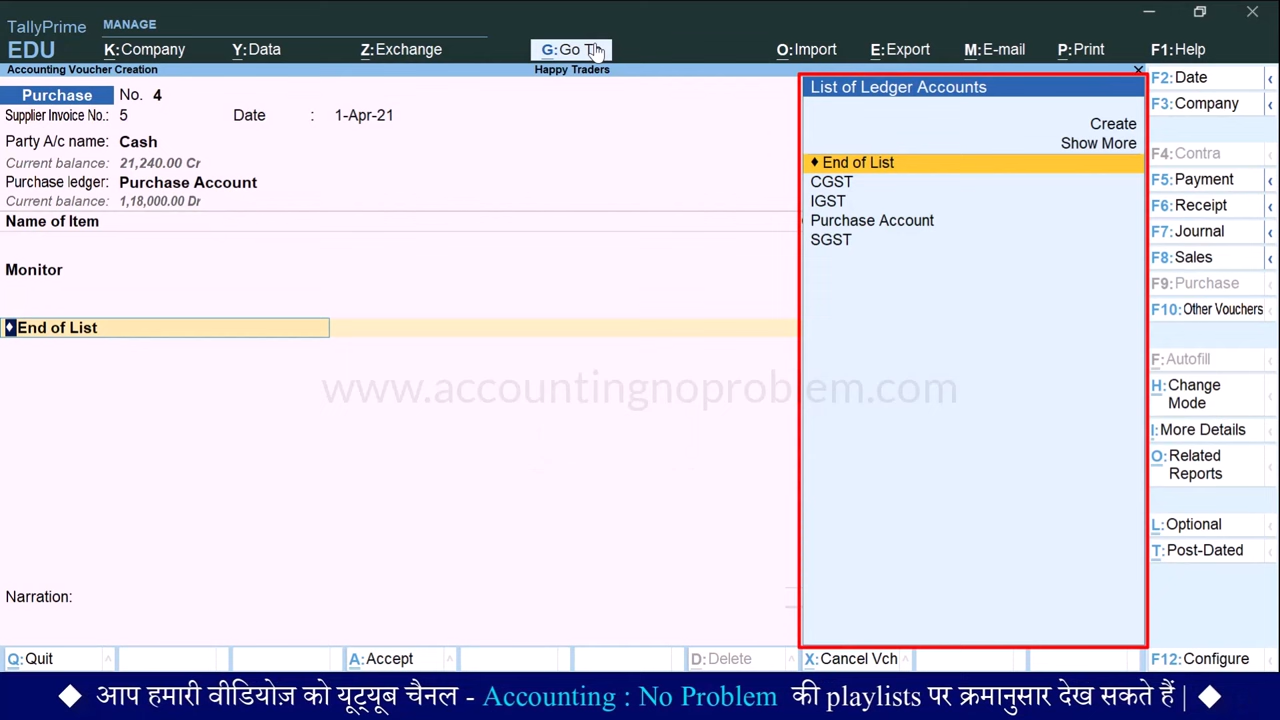 TallyPrime
MANAGE
EDU
K:Company
Y:Data
Z:Exchange
G:Go T
O:Import
E:Export
M:E-mail
P:Print
F1:Help
Accounting Voucher Creation
Happy Traders
Purchase No. 4
Supplier Invoice No.: 5
Date : 1-Apr-21
Party A/c name: Cash
Current balance: 21,240.00 Cr
Purchase ledger: Purchase Account
Current balance: 1,18,000.00 Dr
Name of Item
Monitor
♦ End of List
Narration:
List of Ledger Accounts
Create
Show More
♦ End of List
CGST
IGST
Purchase Account
SGST
F2:Date
F3:Company
F4:Contra
F5:Payment
F6:Receipt
F7:Journal
F8:Sales
F9:Purchase
F10:Other Vouchers
F:Autofill
H:Change
Mode
I:More Details
O:Related
Reports
L:Optional
T:Post-Dated
www.accountingnoproblem.com
Q:Quit
A:Accept
D:Delete
X:Cancel Vch
F12:Configure
◆ आप हमारी वीडियोज़ को यूट्यूब चैनल - Accounting : No Problem की playlists पर क्रमानुसार देख सकते हैं | ◆